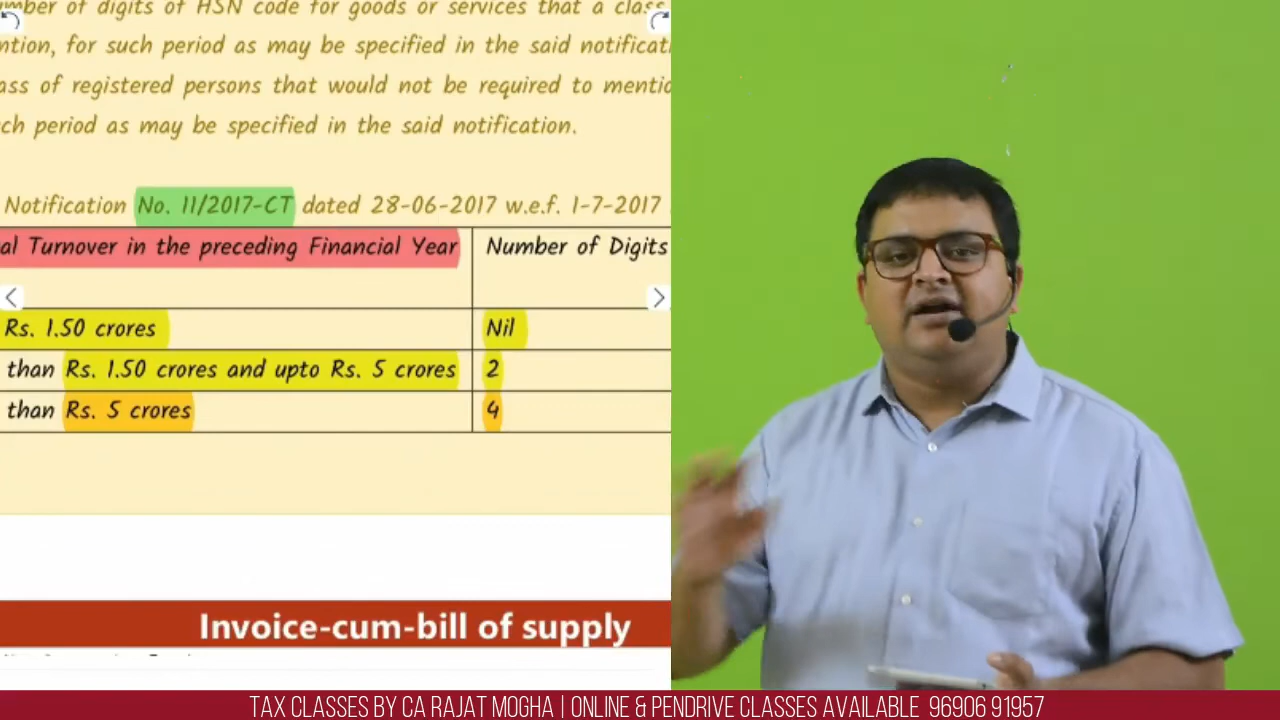 mber of digits of HSN code for goods or services that a class
ntion, for such period as may be specified in the said notificati
ass of registered persons that would not be required to mentio
ch period as may be specified in the said notification.
Notification No. 11/2017-CT dated 28-06-2017 w.e.f. 1-7-2017
al Turnover in the preceding Financial Year Number of Digits
Rs. 1.50 crores Nil
than Rs. 1.50 crores and upto Rs. 5 crores 2
than Rs. 5 crores 4
Invoice-cum-bill of supply
TAX CLASSES BY CA RAJAT MOGHA | ONLINE & PENDRIVE CLASSES AVAILABLE 96906 91957